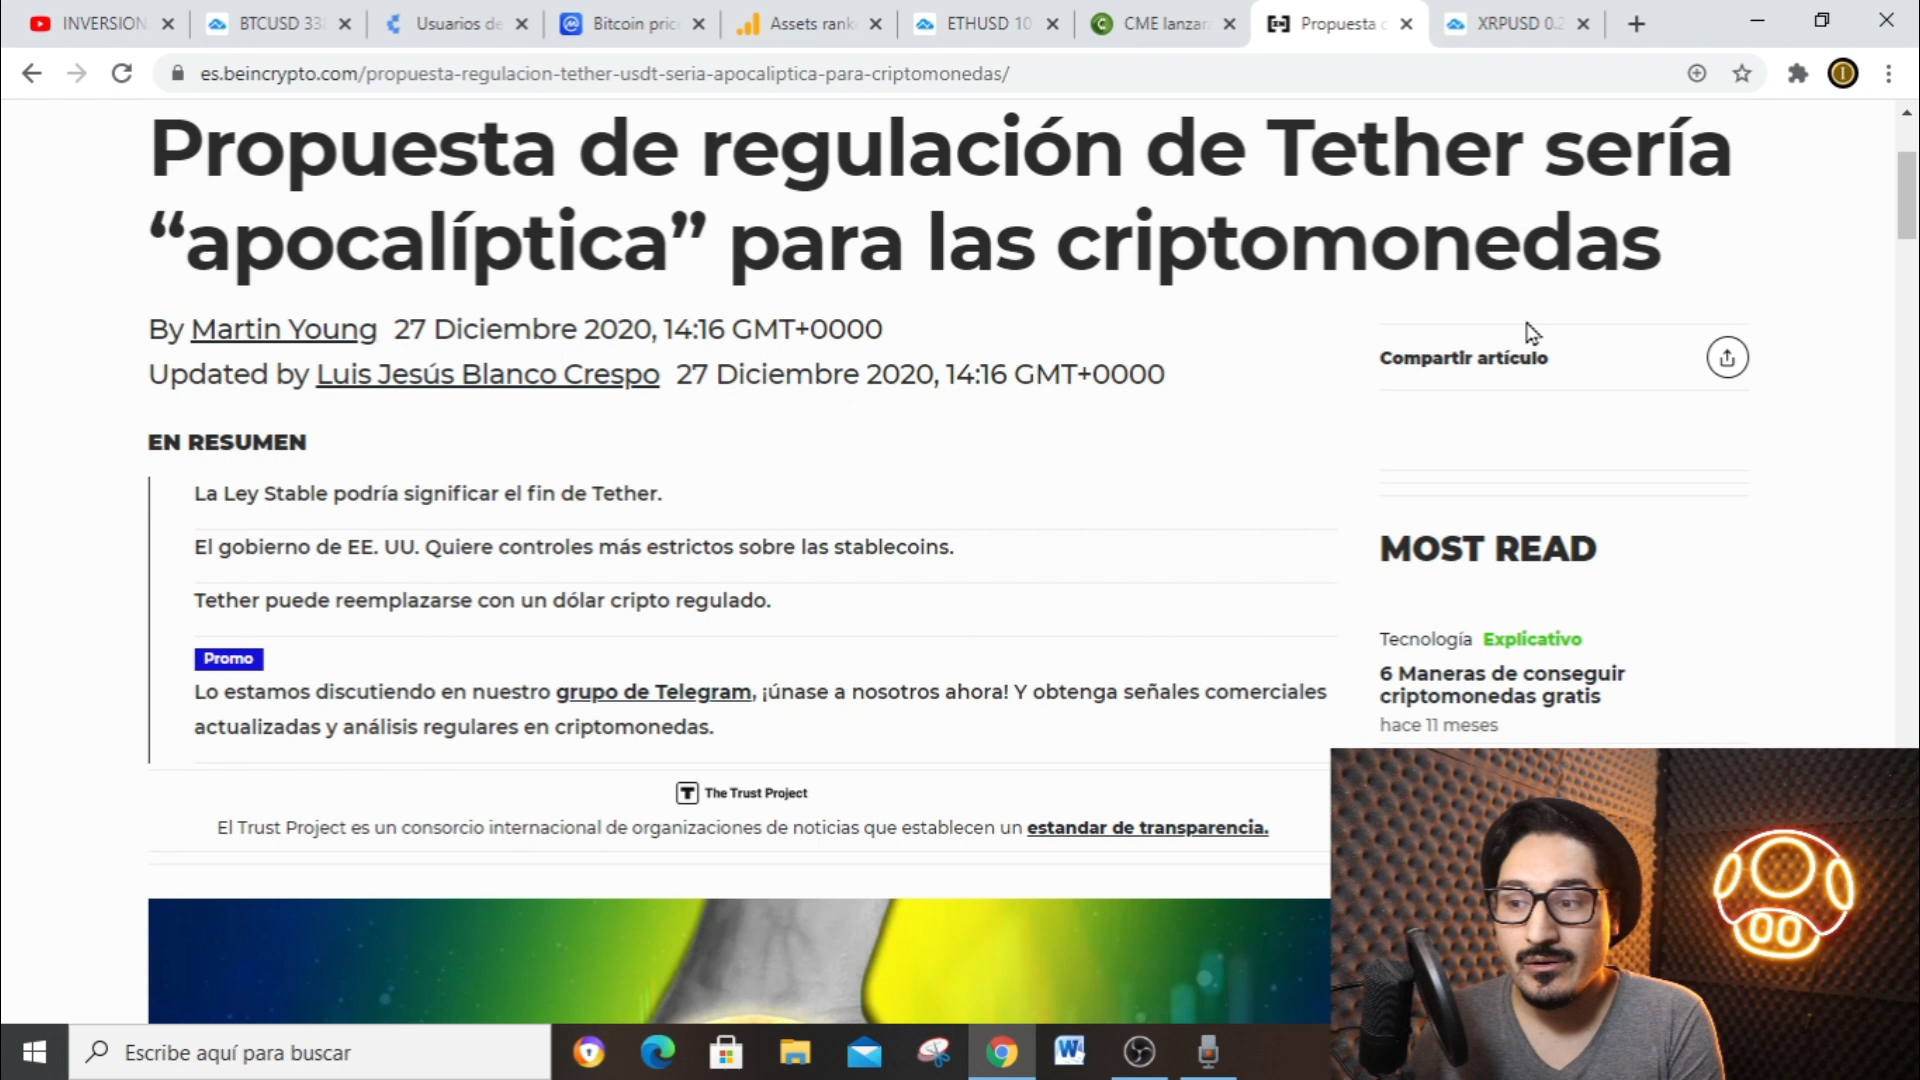 INVERSION
BTCUSD 33
Usuarios de
Bitcoin pric
Assets rank
ETHUSD 10
CME lanzar
Propuesta
XRPUSD 0.2
es.beincrypto.com/propuesta-regulacion-tether-usdt-seria-apocaliptica-para-criptomonedas/
Propuesta de regulación de Tether sería
“apocalíptica” para las criptomonedas
By Martin Young 27 Diciembre 2020, 14:16 GMT+0000
Updated by Luis Jesús Blanco Crespo 27 Diciembre 2020, 14:16 GMT+0000
Compartir artículo
EN RESUMEN
La Ley Stable podría significar el fin de Tether.
El gobierno de EE. UU. Quiere controles más estrictos sobre las stablecoins.
Tether puede reemplazarse con un dólar cripto regulado.
Promo
Lo estamos discutiendo en nuestro grupo de Telegram, ¡únase a nosotros ahora! Y obtenga señales comerciales
actualizadas y análisis regulares en criptomonedas.
The Trust Project
El Trust Project es un consorcio internacional de organizaciones de noticias que establecen un estandar de transparencia.
MOST READ
Tecnología Explicativo
6 Maneras de conseguir
criptomonedas gratis
hace 11 meses
Escribe aquí para buscar